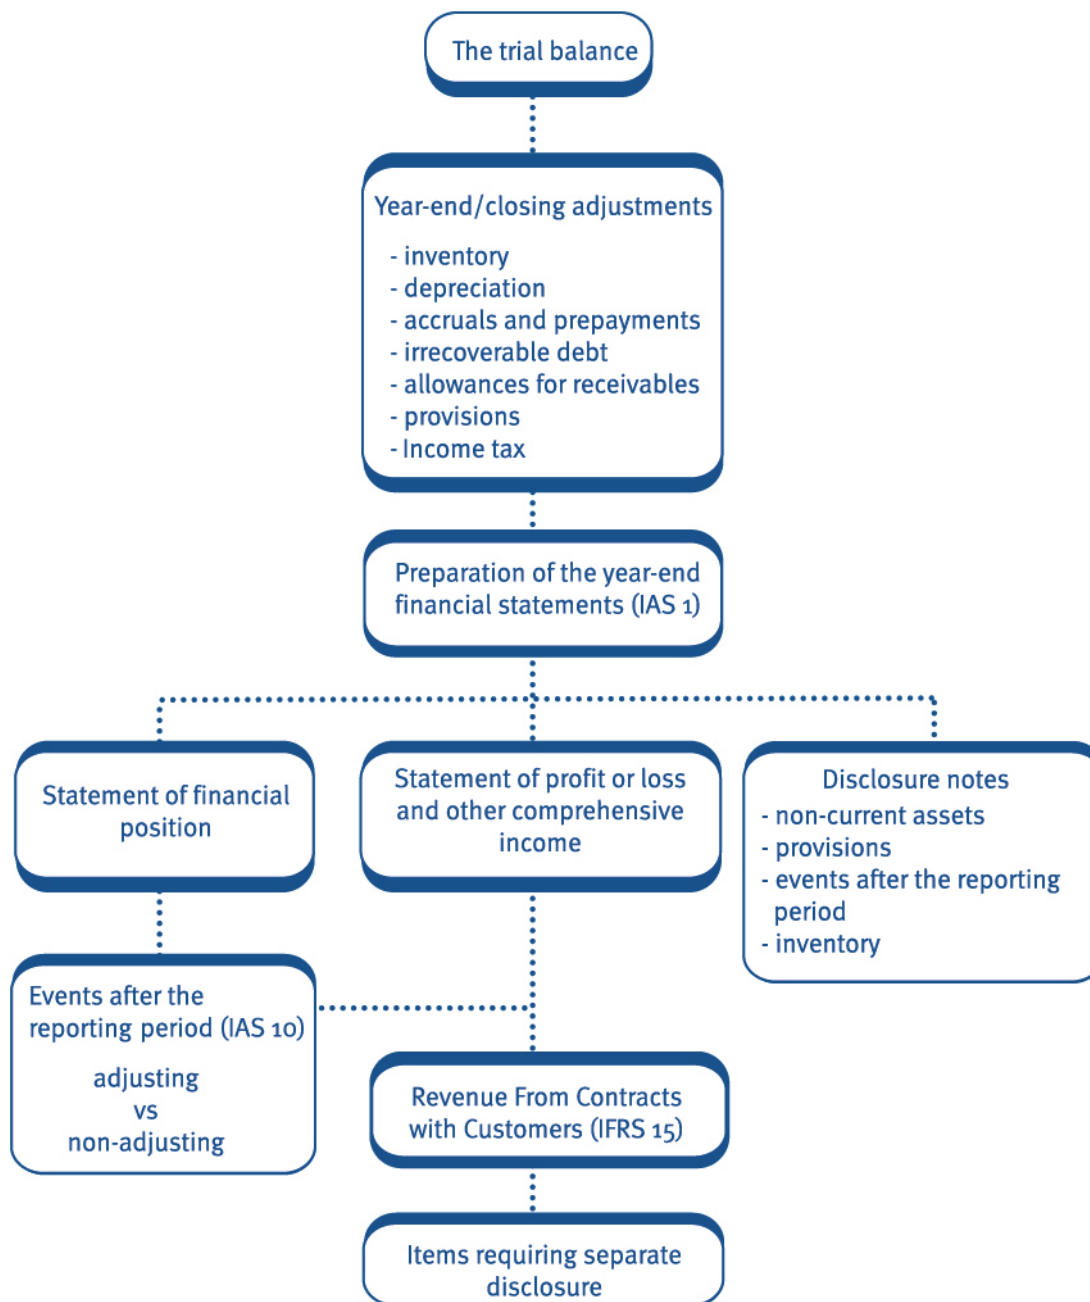 The trial balance
Year-end/closing adjustments
- inventory
- depreciation
- accruals and prepayments
- irrecoverable debt
- allowances for receivables
- provisions
- Income tax
Preparation of the year-end
financial statements (IAS 1)
Statement of financial
position
Statement of profit or loss
and other comprehensive
income
Disclosure notes
- non-current assets
- provisions
- events after the reporting
period
- inventory
Events after the
reporting period (IAS 10)
adjusting
vs
non-adjusting
Revenue From Contracts
with Customers (IFRS 15)
Items requiring separate
disclosure